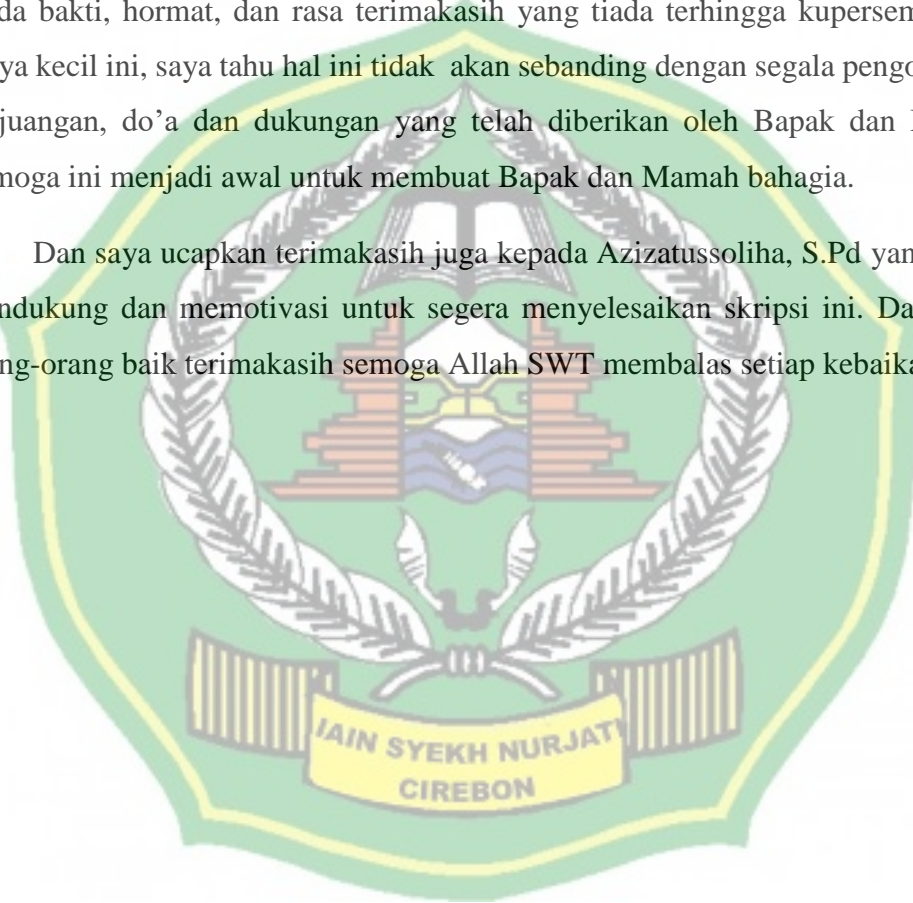 da bakti, hormat, dan rasa terimakasih yang tiada terhingga kupersem
ya kecil ini, saya tahu hal ini tidak akan sebanding dengan segala pengo
juangan, do’a dan dukungan yang telah diberikan oleh Bapak dan
moga ini menjadi awal untuk membuat Bapak dan Mamah bahagia.
Dan saya ucapkan terimakasih juga kepada Azizatussoliha, S.Pd yan
ndukung dan memotivasi untuk segera menyelesaikan skripsi ini. Da
ng-orang baik terimakasih semoga Allah SWT membalas setiap kebaika
IAIN SYEKH NURJATI
CIREBON